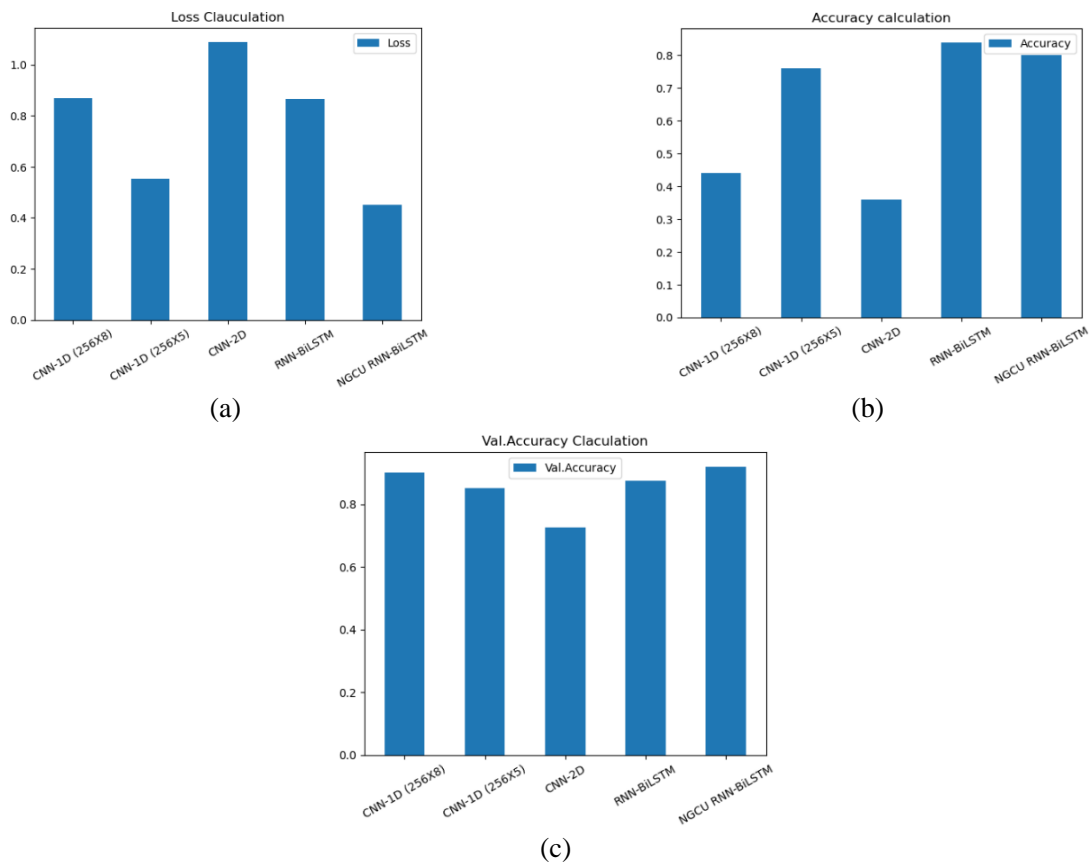 Loss Clauculation
Loss
1.0
0.8
0.6
0.4
0.2
0.0
CNN-1D (256X8)
CNN-1D (256X5)
CNN-2D
RNN-BiLSTM
NGCU RNN-BiLSTM
(a)
Accuracy calculation
Accuracy
0.8
0.7
0.6
0.5
0.4
0.3
0.2
0.1
0.0
CNN-1D (256X8)
CNN-1D (256X5)
CNN-2D
RNN-BiLSTM
NGCU RNN-BiLSTM
(b)
Val.Accuracy Claculation
Val.Accuracy
0.8
0.6
0.4
0.2
0.0
CNN-1D (256X8)
CNN-1D (256X5)
CNN-2D
RNN-BiLSTM
NGCU RNN-BiLSTM
(c)